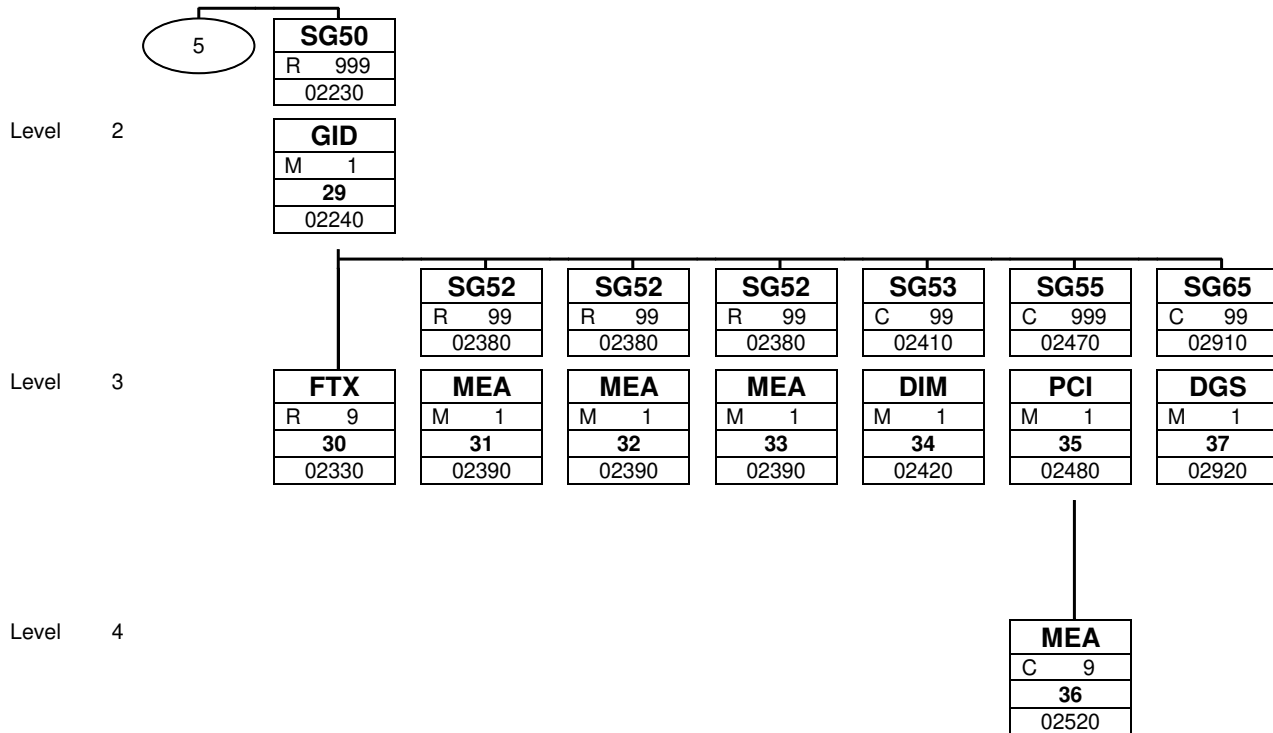 5
SG50
R 999
02230
Level 2
GID
M 1
29
02240
SG52 SG52 SG52 SG53 SG55 SG65
R 99 R 99 R 99 C 99 C 999 C 99
02380 02380 02380 02410 02470 02910
Level 3
FTX MEA MEA MEA DIM PCI DGS
R 9 M 1 M 1 M 1 M 1 M 1 M 1
30 31 32 33 34 35 37
02330 02390 02390 02390 02420 02480 02920
Level 4
MEA
C 9
36
02520